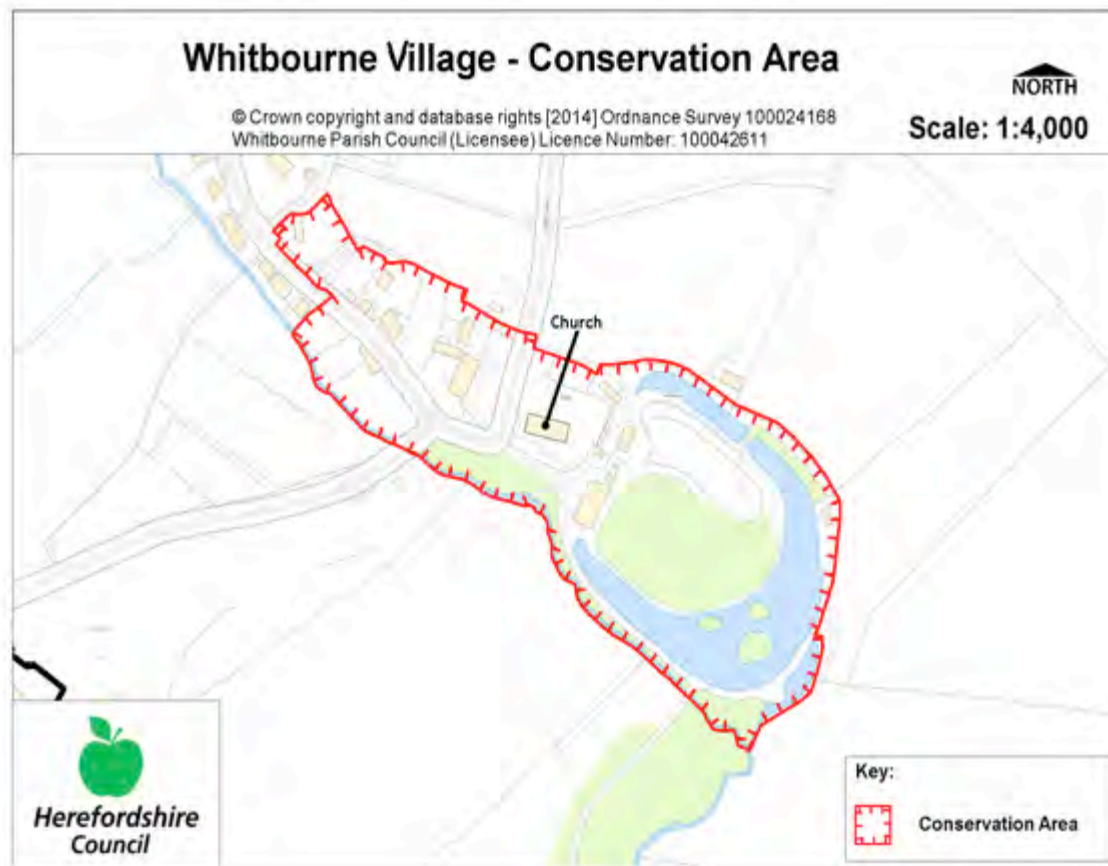 Whitbourne Village - Conservation Area
NORTH
© Crown copyright and database rights [2014] Ordnance Survey 100024168
Whitbourne Parish Council (Licensee) Licence Number: 100042611
Scale: 1:4,000
Church
Herefordshire
Council
Key:
Conservation Area